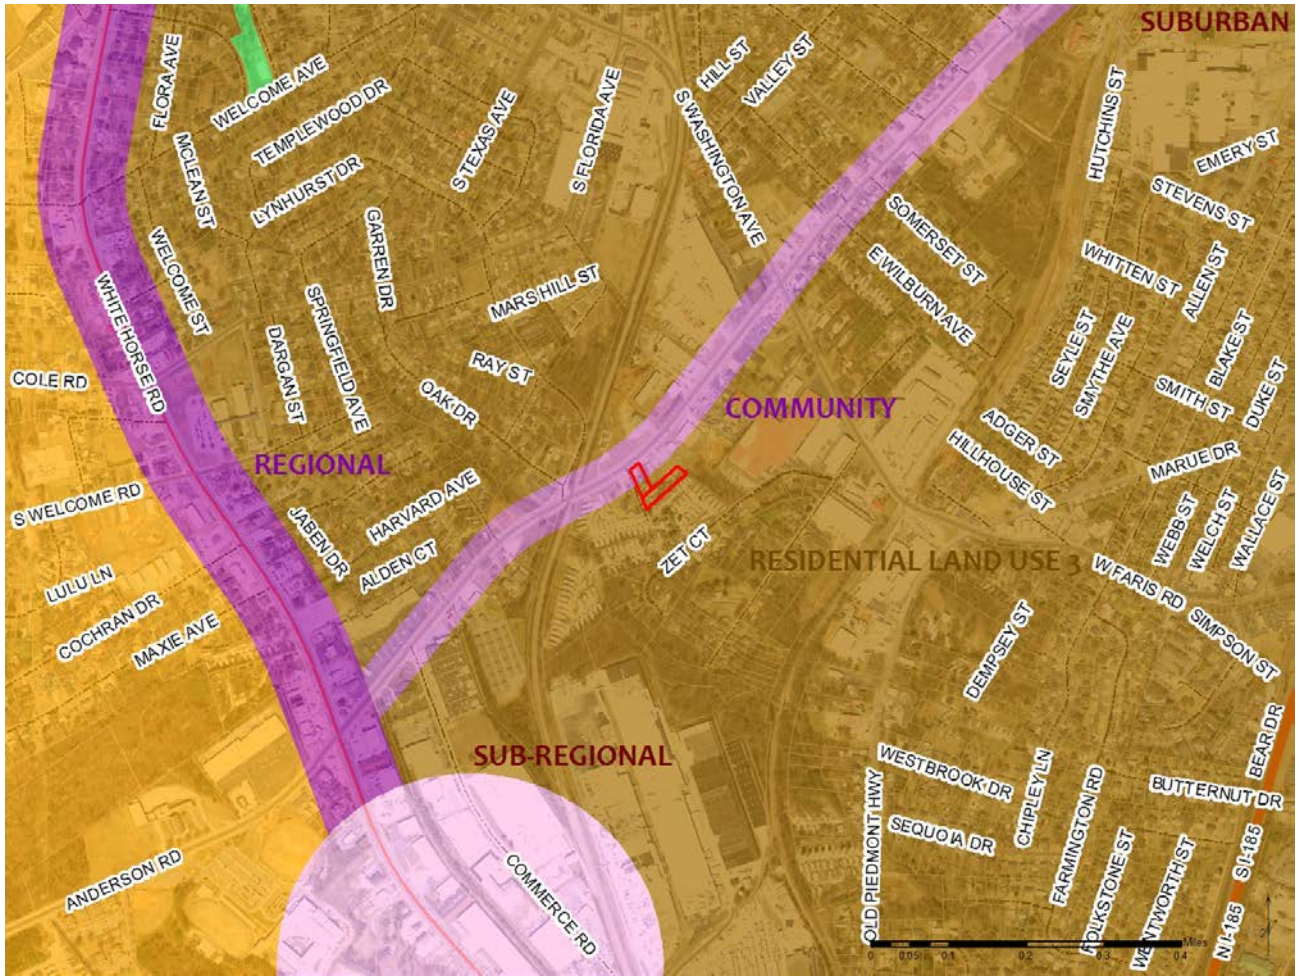 SUBURBAN
HILL ST
VALLEY ST
FLORA AVE
WELCOME AVE
TEMPLEWOOD DR
S TEXAS AVE
S FLORIDA AVE
S WASHINGTON AVE
HUTCHINS ST
EMERY ST
STEVENS ST
MCLEAN ST
LYNHURST DR
GARREN DR
SOMERSET ST
E WILBURN AVE
WHITTEN ST
ALLEN ST
WELCOME ST
WHITE HORSE RD
SPRINGFIELD AVE
DARGAN ST
MARS HILL ST
RAY ST
OAK DR
SEYLE ST
SMYTHE AVE
BLAKE ST
SMITH ST
DUKE ST
COLE RD
COMMUNITY
ADGER ST
HILLHOUSE ST
MARUE DR
REGIONAL
S WELCOME RD
HARVARD AVE
JABEN DR
ALDEN CT
ZET CT
WEBB ST
WELCH ST
WALLACE ST
RESIDENTIAL LAND USE 3
W FARIS RD
SIMPSON ST
LULU LN
COCHRAN DR
MAXIE AVE
DEMPSEY ST
SUB-REGIONAL
BEAR DR
WESTBROOK DR
CHIPLEY LN
BUTTERNUT DR
SEQUOIA DR
OLD PIEDMONT HWY
FARMINGTON RD
FOLKSTONE ST
WENTWORTH ST
S I-185
N I-185
ANDERSON RD
COMMERCE RD
Miles
0 0.05 0.1 0.2 0.3 0.4